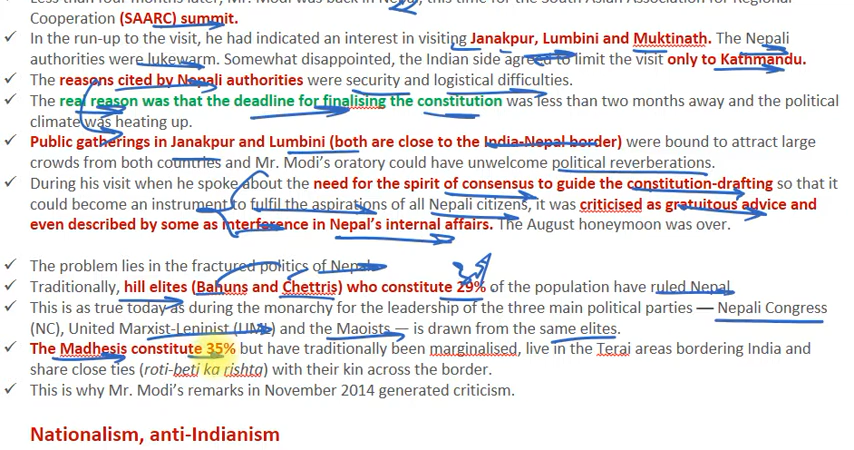 Less than four months later, Mr. Modi was back in Nepal, this time for the South Asian Association for Regional
Cooperation (SAARC) summit.
✓ In the run-up to the visit, he had indicated an interest in visiting Janakpur, Lumbini and Muktinath. The Nepali
authorities were lukewarm. Somewhat disappointed, the Indian side agreed to limit the visit only to Kathmandu.
✓ The reasons cited by Nepali authorities were security and logistical difficulties.
✓ The real reason was that the deadline for finalising the constitution was less than two months away and the political
climate was heating up.
✓ Public gatherings in Janakpur and Lumbini (both are close to the India-Nepal border) were bound to attract large
crowds from both countries and Mr. Modi's oratory could have unwelcome political reverberations.
✓ During his visit when he spoke about the need for the spirit of consensus to guide the constitution-drafting so that it
could become an instrument to fulfil the aspirations of all Nepali citizens, it was criticised as gratuitous advice and
even described by some as interference in Nepal's internal affairs. The August honeymoon was over.
✓ The problem lies in the fractured politics of Nepal.
✓ Traditionally, hill elites (Bahuns and Chettris) who constitute 29% of the population have ruled Nepal
✓ This is as true today as during the monarchy for the leadership of the three main political parties — Nepali Congress
(NC), United Marxist-Leninist (UML) and the Maoists — is drawn from the same elites.
✓ The Madhesis constitute 35% but have traditionally been marginalised, live in the Terai areas bordering India and
share close ties (roti-beti ka rishta) with their kin across the border.
✓ This is why Mr. Modi's remarks in November 2014 generated criticism.
Nationalism, anti-Indianism